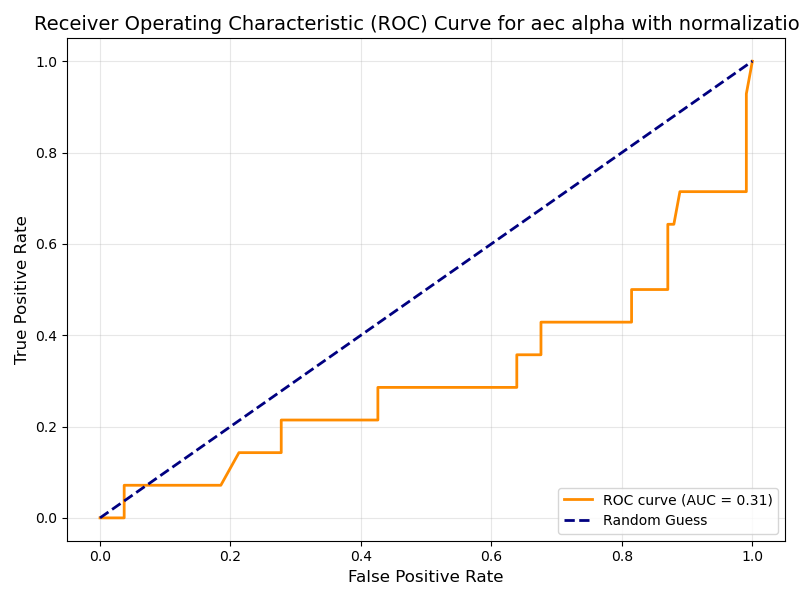 Receiver Operating Characteristic (ROC) Curve for aec alpha with normalizatio
1.0
0.8
0.6
0.4
0.2
0.0
True Positive Rate
0.0 0.2 0.4 0.6 0.8 1.0
False Positive Rate
ROC curve (AUC = 0.31)
Random Guess